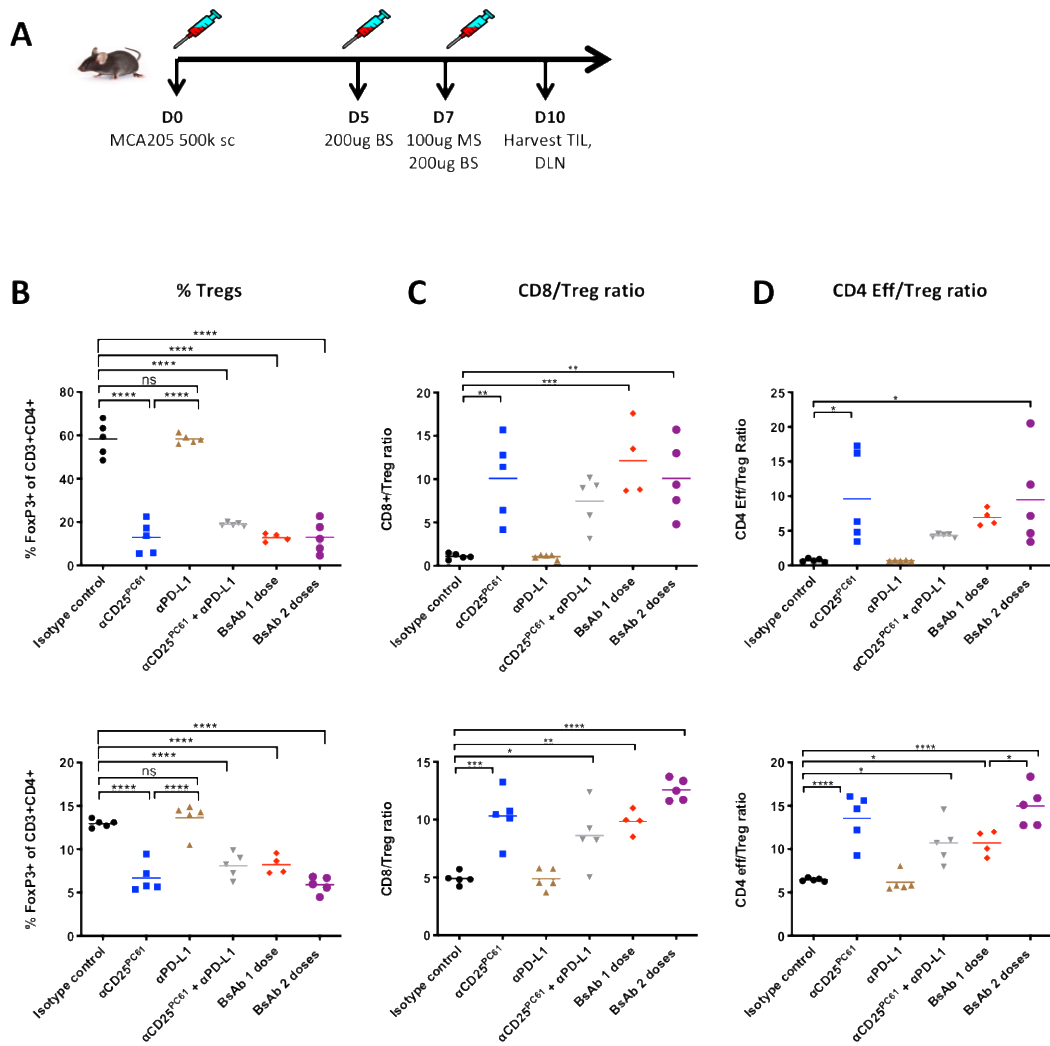 A
D0
MCA205 500k sc
D5
200ug BS
D7
100ug MS
200ug BS
D10
Harvest TIL,
DLN
B
% Tregs
****
****
****
ns
****
****
80
60
40
20
0
% FoxP3+ of CD3+CD4+
Isotype control
αCD25PC61
αPD-L1
αCD25PC61 + αPD-L1
BsAb 1 dose
BsAb 2 doses
C
CD8/Treg ratio
**
***
**
20
15
10
5
0
CD8+/Treg ratio
Isotype control
αCD25PC61
αPD-L1
αCD25PC61 + αPD-L1
BsAb 1 dose
BsAb 2 doses
D
CD4 Eff/Treg ratio
*
*
25
20
15
10
5
0
CD4 Eff/Treg Ratio
Isotype control
αCD25PC61
αPD-L1
αCD25PC61 + αPD-L1
BsAb 1 dose
BsAb 2 doses
****
****
****
ns
****
****
20
15
10
5
0
% FoxP3+ of CD3+CD4+
Isotype control
αCD25PC61
αPD-L1
αCD25PC61 + αPD-L1
BsAb 1 dose
BsAb 2 doses
****
**
*
***
15
10
5
0
CD8/Treg ratio
Isotype control
αCD25PC61
αPD-L1
αCD25PC61 + αPD-L1
BsAb 1 dose
BsAb 2 doses
****
*
*
*
****
20
15
10
5
0
CD4 eff/Treg ratio
Isotype control
αCD25PC61
αPD-L1
αCD25PC61 + αPD-L1
BsAb 1 dose
BsAb 2 doses